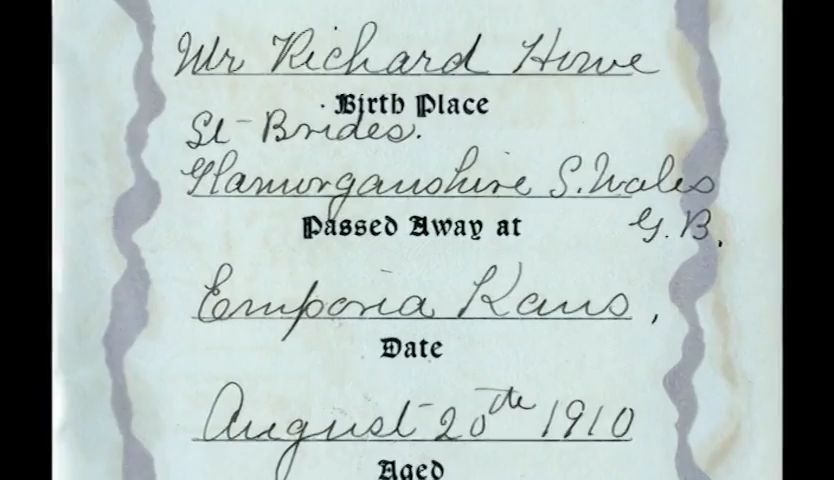 Mr Richard Howe
Birth Place
St Brides.
Glamorganshire S. Wales
Passed Away at
G. B.
Emporia Kans,
Date
August 20th 1910
Aged